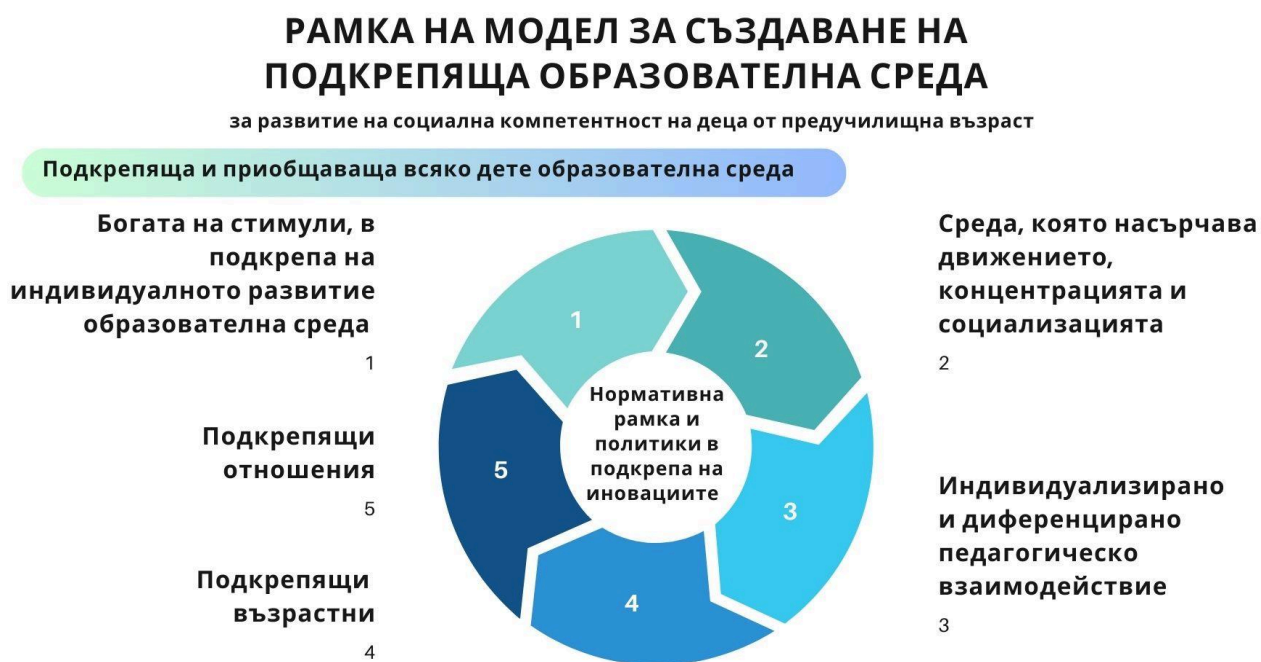 РАМКА НА МОДЕЛ ЗА СЪЗДАВАНЕ НА
ПОДКРЕПЯЩА ОБРАЗОВАТЕЛНА СРЕДА
за развитие на социална компетентност на деца от предучилищна възраст
Подкрепяща и приобщаваща всяко дете образователна среда
Богата на стимули, в
подкрепа на
индивидуалното развитие
образователна среда
1
Среда, която насърчава
движението,
концентрацията и
социализацията
2
Индивидуализирано
и диференцирано
педагогическо
взаимодействие
3
Подкрепящи
възрастни
4
Подкрепящи
отношения
5
1
2
3
4
5
Нормативна
рамка и
политики в
подкрепа на
иновациите